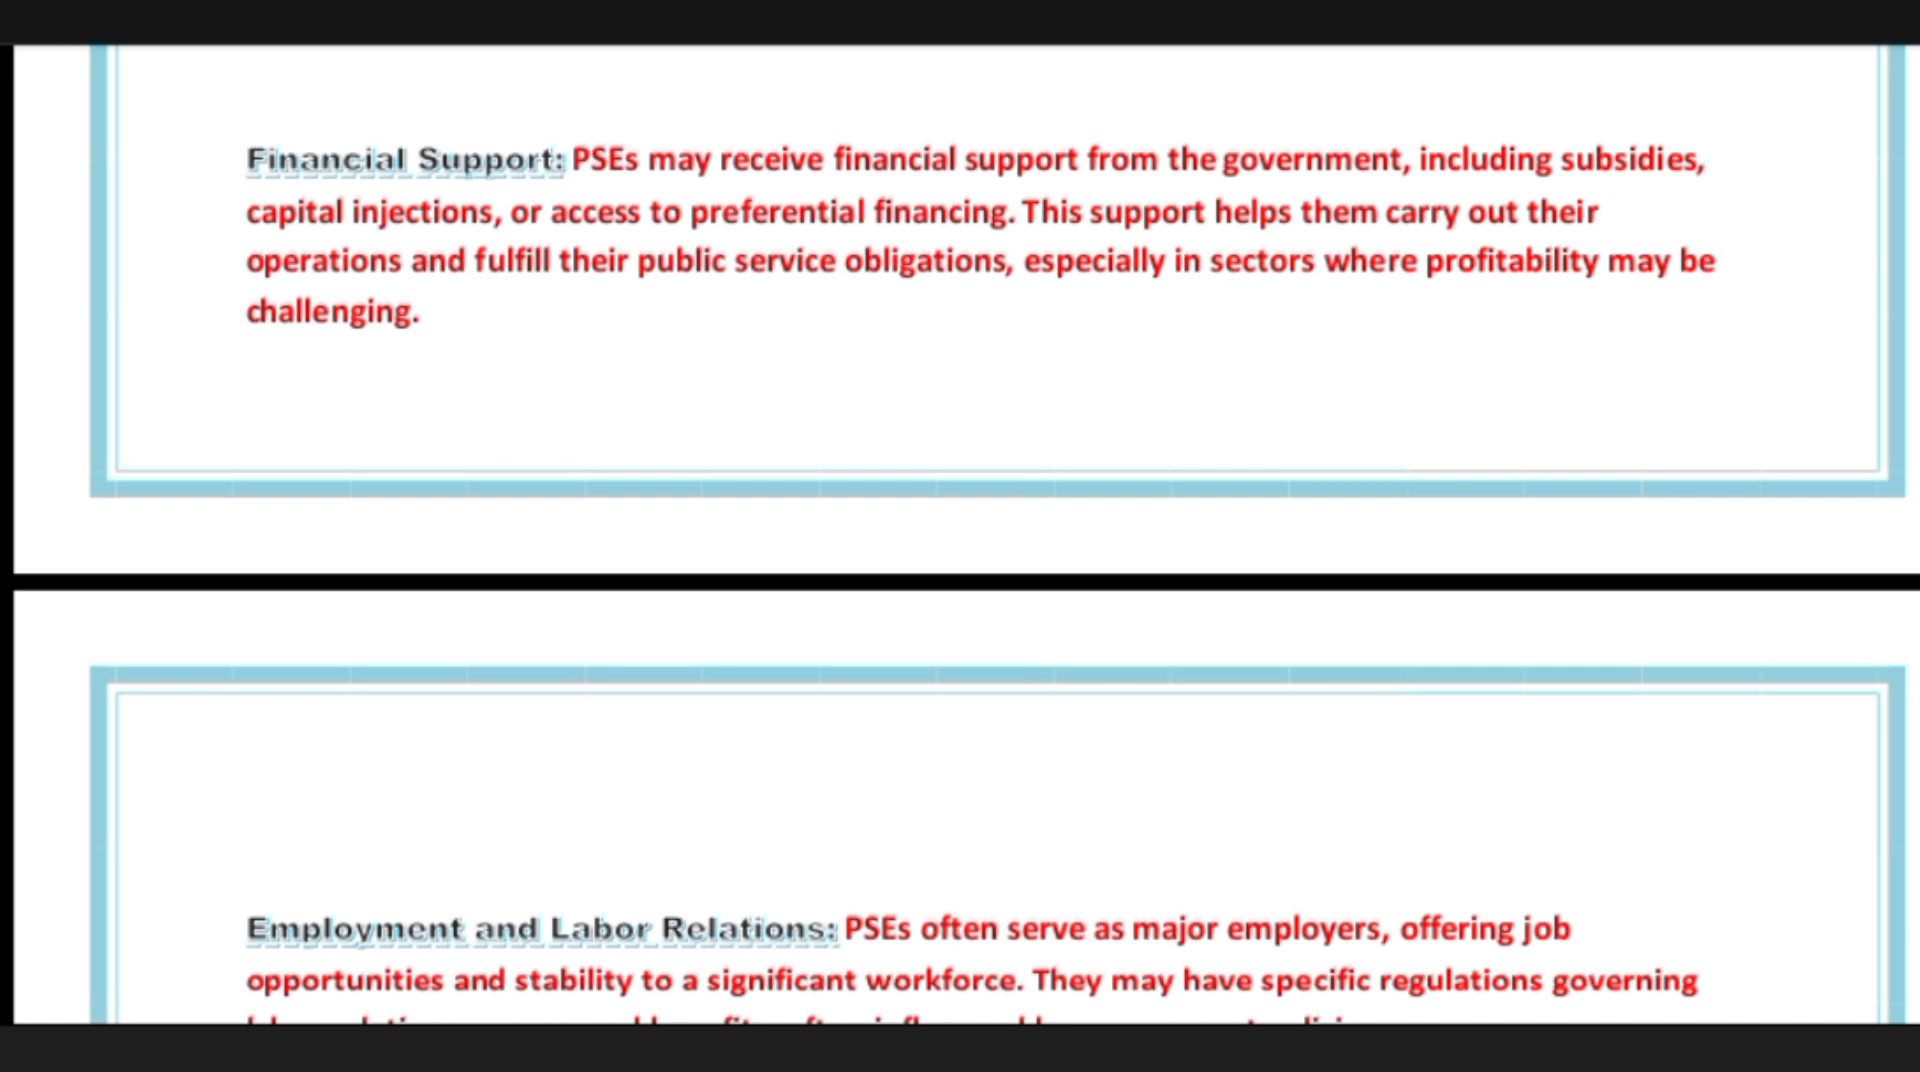 Financial Support: PSEs may receive financial support from the government, including subsidies,
capital injections, or access to preferential financing. This support helps them carry out their
operations and fulfill their public service obligations, especially in sectors where profitability may be
challenging.
Employment and Labor Relations: PSEs often serve as major employers, offering job
opportunities and stability to a significant workforce. They may have specific regulations governing